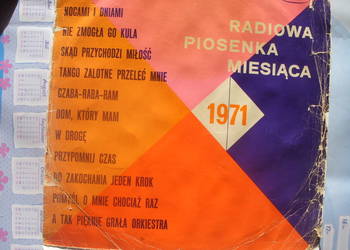 NOCAMI I DNIAMI
NIE ZMOGŁA GO KULA
SKĄD PRZYCHODZI MIŁOŚĆ
TANGO ZALOTNE PRZELEĆ MNIE
CZABA-RABA-RAM
DOM, KTÓRY MAM
W DROGĘ
PRZYPOMNIJ CZAS
DO ZAKOCHANIA JEDEN KROK
POMYŚL O MNIE CHOCIAŻ RAZ
A TAK PIĘKNIE GRAŁA ORKIESTRA
RADIOWA
PIOSENKA
MIESIĄCA
1971